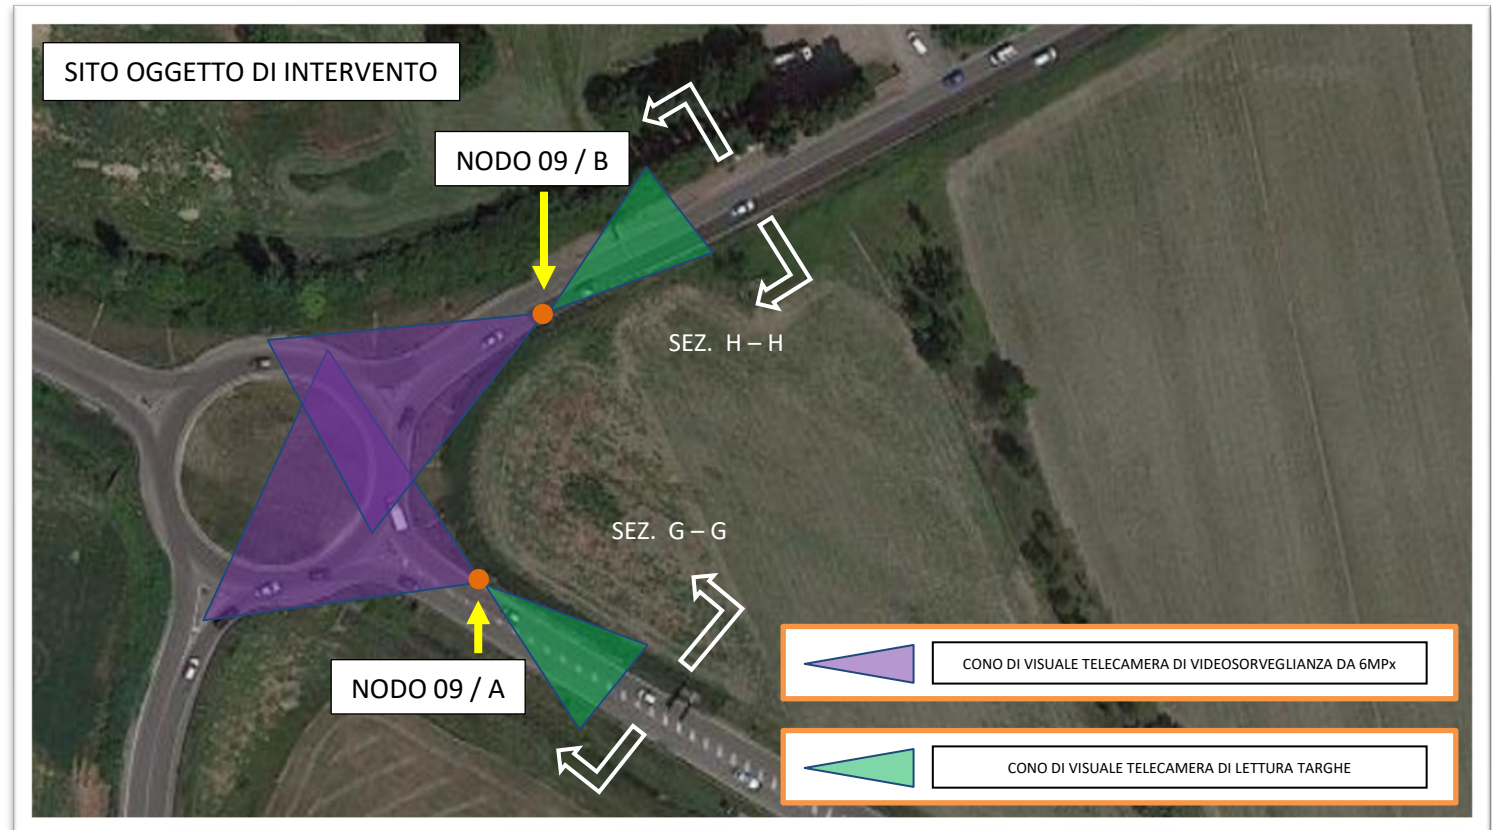 SITO OGGETTO DI INTERVENTO
NODO 09 / B
SEZ.  H – H
SEZ.  G – G
NODO 09 / A
CONO DI VISUALE TELECAMERA DI VIDEOSORVEGLIANZA DA 6MPx
CONO DI VISUALE TELECAMERA DI LETTURA TARGHE